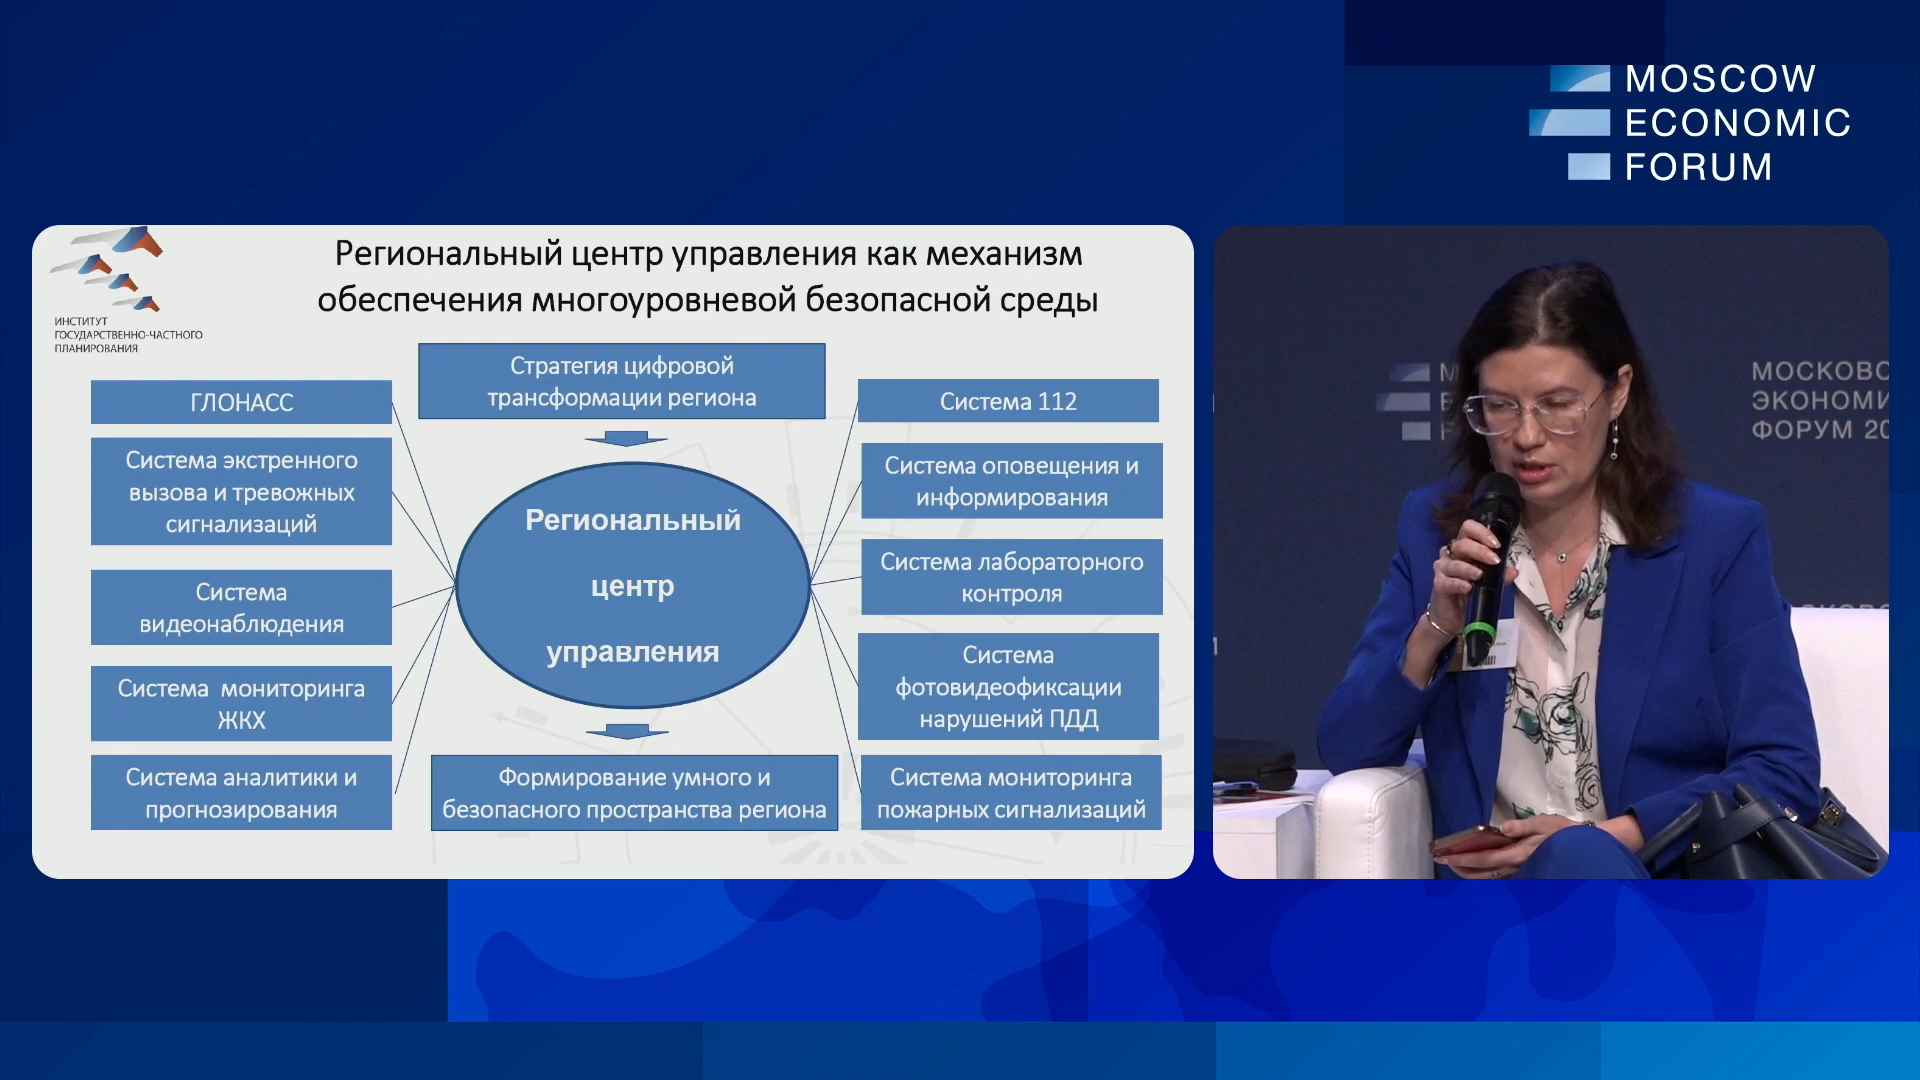 MOSCOW
ECONOMIC
FORUM
ИНСТИТУТ
ГОСУДАРСТВЕННО-ЧАСТНОГО
ПЛАНИРОВАНИЯ
Региональный центр управления как механизм
обеспечения многоуровневой безопасной среды
Стратегия цифровой
трансформации региона
ГЛОНАСС
Система экстренного
вызова и тревожных
сигнализаций
Система
видеонаблюдения
Система мониторинга
ЖКХ
Система аналитики и
прогнозирования
Региональный
центр
управления
Формирование умного и
безопасного пространства региона
Система 112
Система оповещения и
информирования
Система лабораторного
контроля
Система
фотовидеофиксации
нарушений ПДД
Система мониторинга
пожарных сигнализаций
МОСКОВС
ЭКОНОМИ
ФОРУМ 20